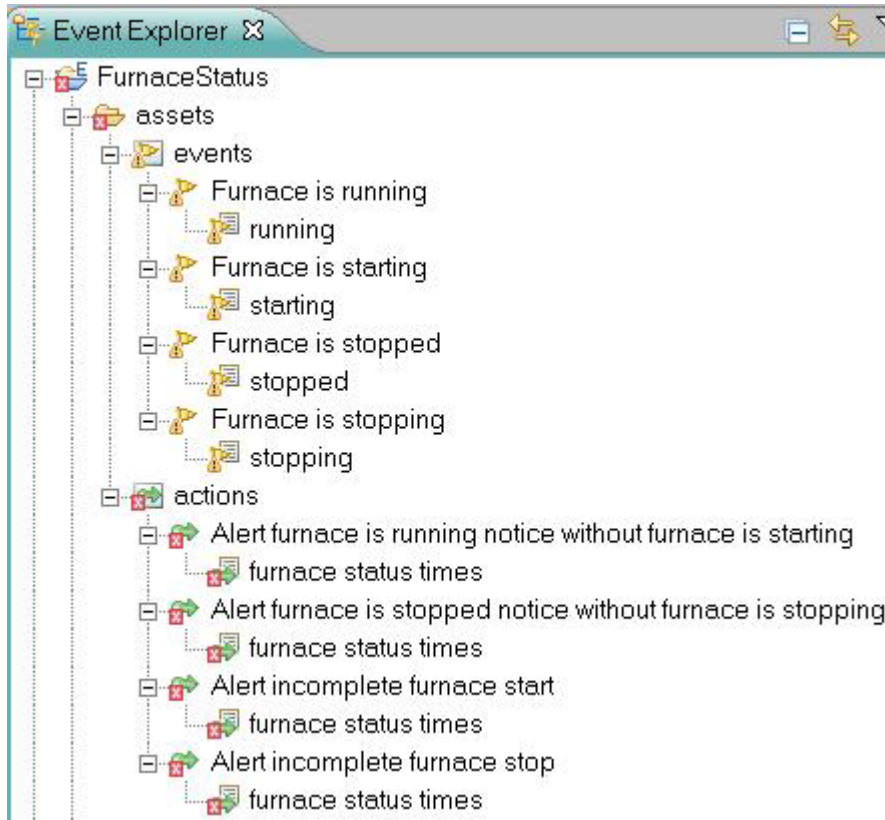 Event Explorer
FurnaceStatus
assets
events
Furnace is running
running
Furnace is starting
starting
Furnace is stopped
stopped
Furnace is stopping
stopping
actions
Alert furnace is running notice without furnace is starting
furnace status times
Alert furnace is stopped notice without furnace is stopping
furnace status times
Alert incomplete furnace start
furnace status times
Alert incomplete furnace stop
furnace status times